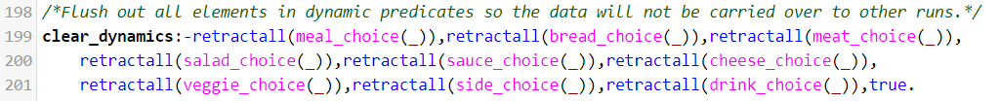 198 /*Flush out all elements in dynamic predicates so the data will not be carried over to other runs.*/
199 clear_dynamics:-retractall(meal_choice(_)),retractall(bread_choice(_)),retractall(meat_choice(_)),
200     retractall(salad_choice(_)),retractall(sauce_choice(_)),retractall(cheese_choice(_)),
201     retractall(veggie_choice(_)),retractall(side_choice(_)),retractall(drink_choice(_)),true.